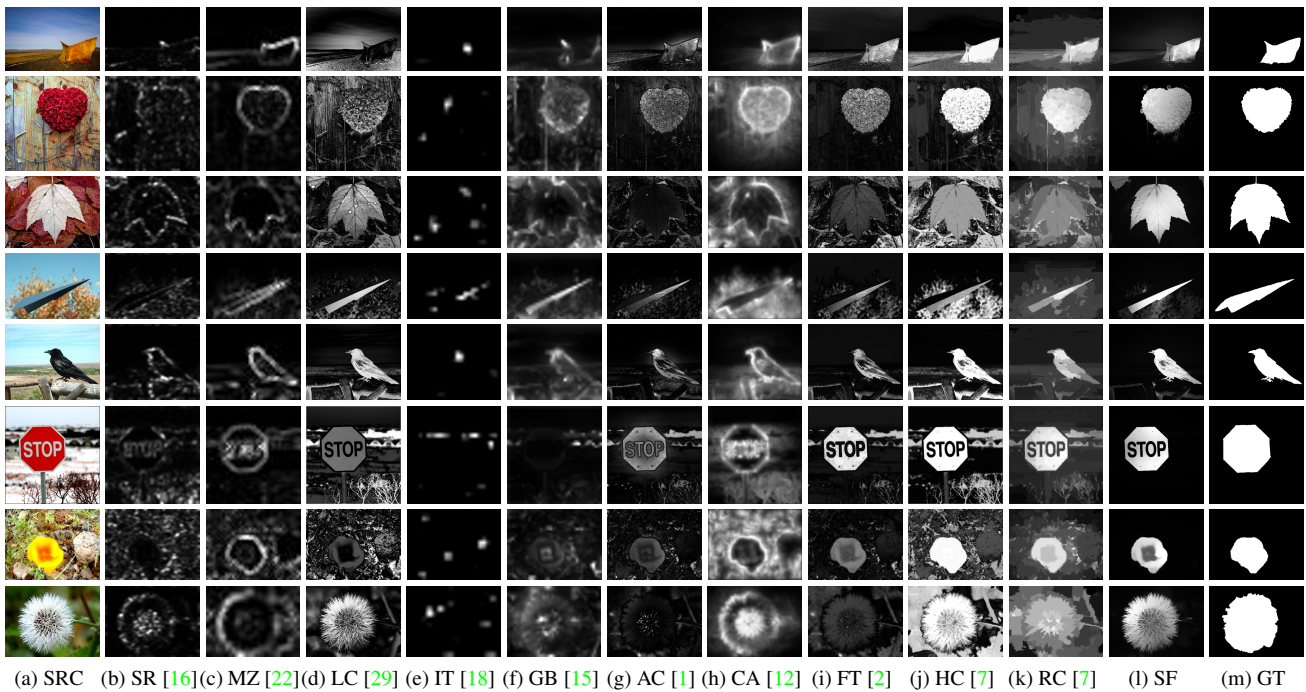 STOP STOP STOP STOP STOP STOP STOP
(a) SRC (b) SR [16] (c) MZ [22] (d) LC [29] (e) IT [18] (f) GB [15] (g) AC [1] (h) CA [12] (i) FT [2] (j) HC [7] (k) RC [7] (l) SF (m) GT